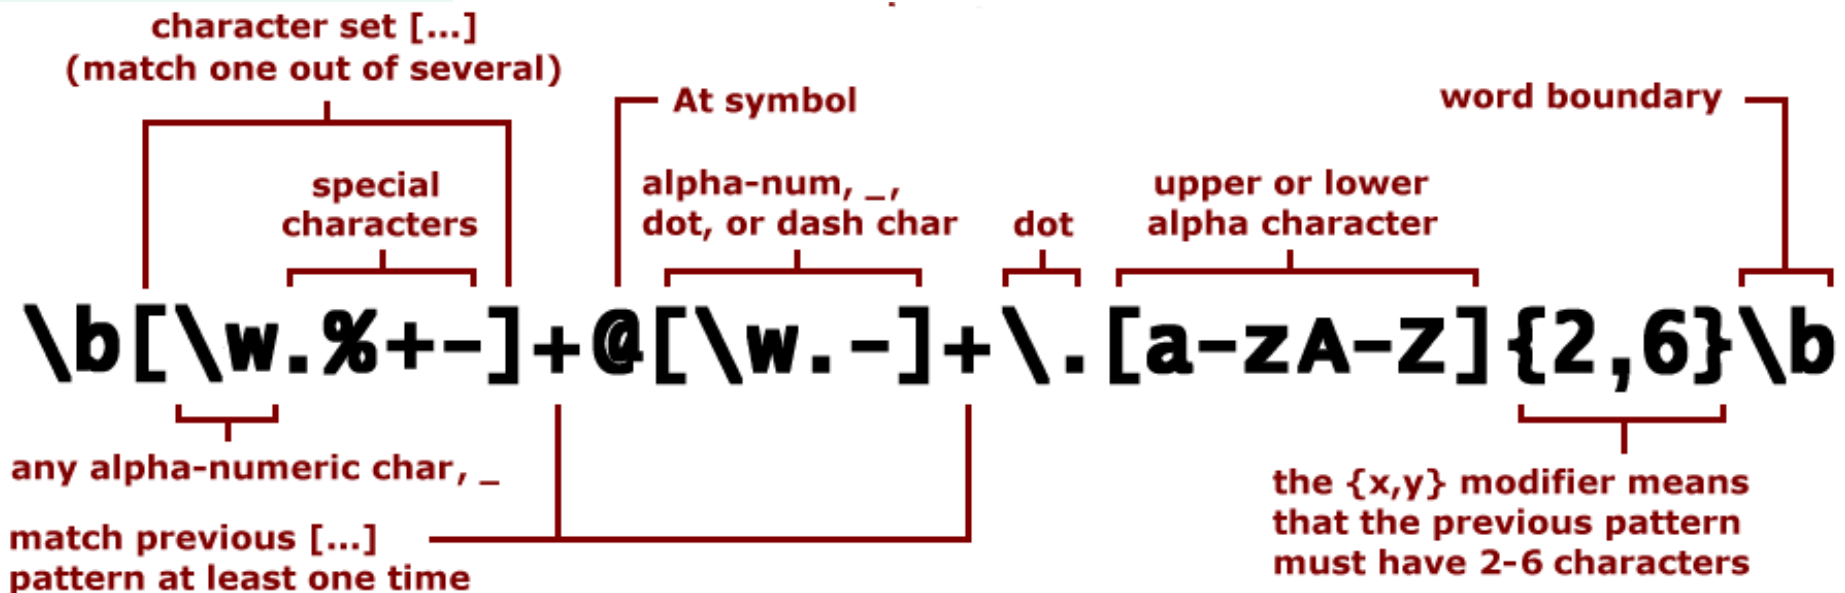 character set [...]
(match one out of several)
At symbol
word boundary
special
characters
alpha-num, _,
dot, or dash char
dot
upper or lower
alpha character
\b[\w.%+-]+@[\w.-]+\.[a-zA-Z]{2,6}\b
any alpha-numeric char, _
match previous [...]
pattern at least one time
the {x,y} modifier means
that the previous pattern
must have 2-6 characters